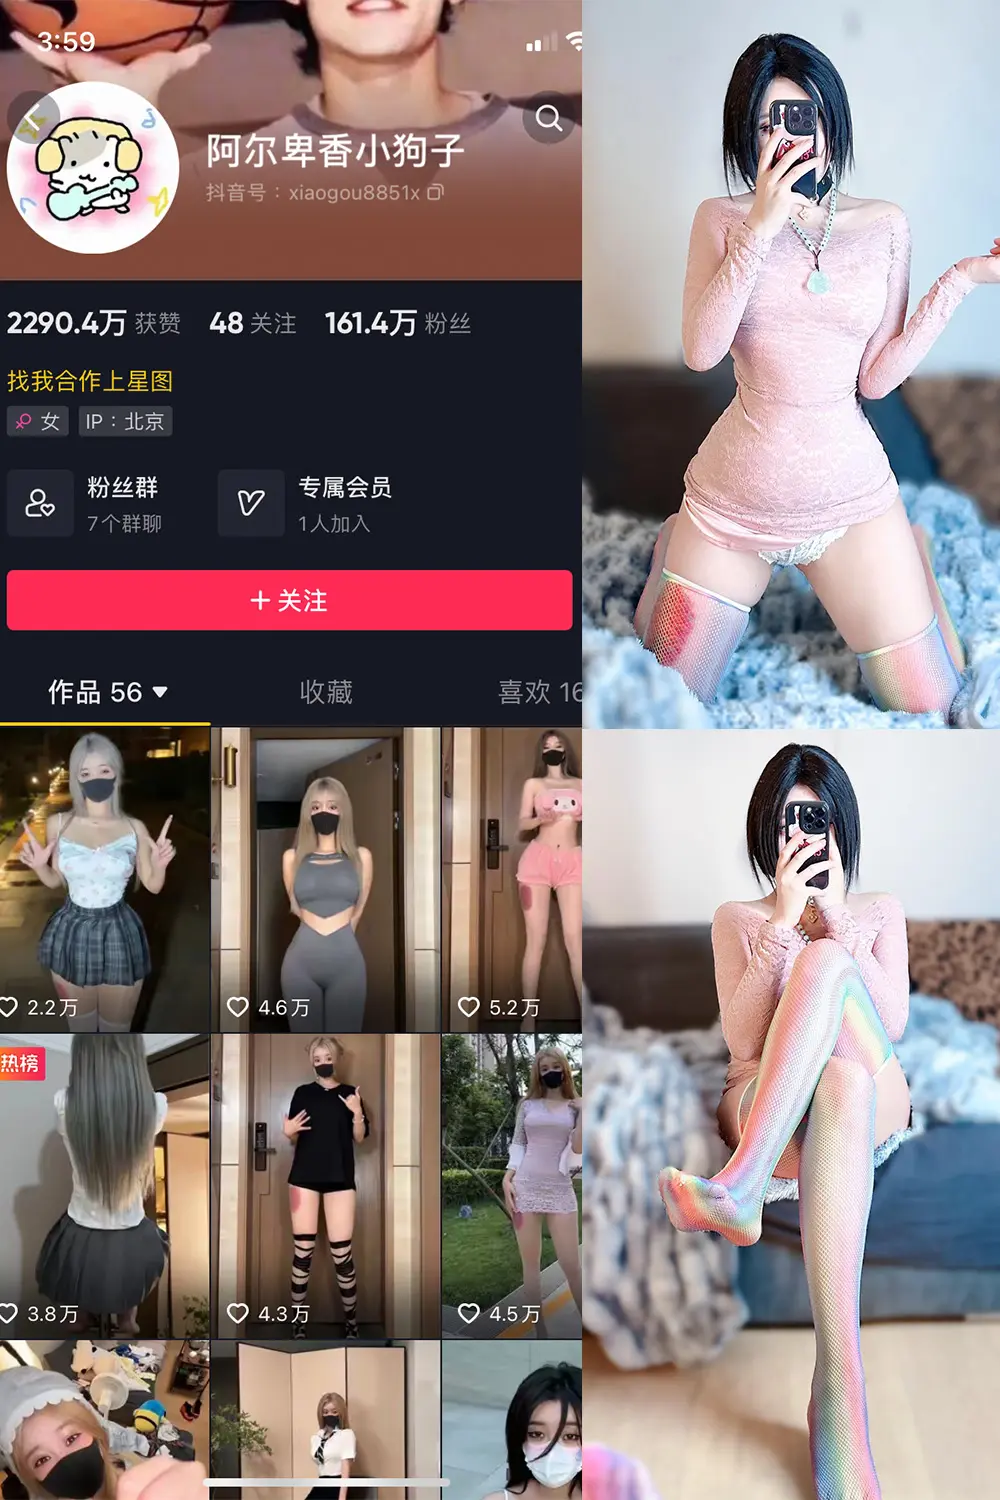 3:59
阿尔卑香小狗子
抖音号：xiaogou8851x
2290.4万 获赞 48 关注 161.4万 粉丝
找我合作上星图
女 IP：北京
粉丝群
7个群聊
专属会员
1人加入
+ 关注
作品 56 收藏 喜欢 16
2.2万 4.6万 5.2万
热榜
3.8万 4.3万 4.5万